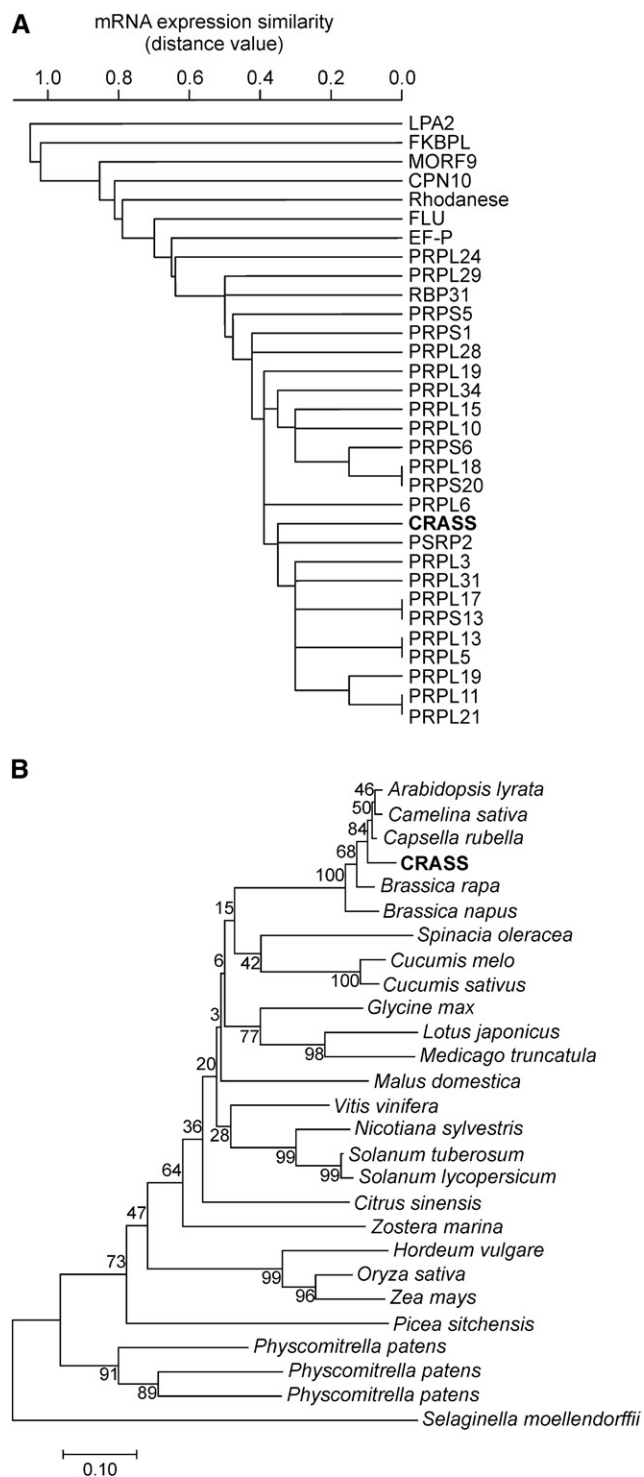 A
mRNA expression similarity
(distance value)
1.0 0.8 0.6 0.4 0.2 0.0
LPA2
FKBPL
MORF9
CPN10
Rhodanese
FLU
EF-P
PRPL24
PRPL29
RBP31
PRPS5
PRPS1
PRPL28
PRPL19
PRPL34
PRPL15
PRPL10
PRPS6
PRPL18
PRPS20
PRPL6
CRASS
PSRP2
PRPL3
PRPL31
PRPL17
PRPS13
PRPL13
PRPL5
PRPL19
PRPL11
PRPL21
B
46 Arabidopsis lyrata
50 Camelina sativa
84 Capsella rubella
68 CRASS
100 Brassica rapa
Brassica napus
15 Spinacia oleracea
6 42 Cucumis melo
100 Cucumis sativus
Glycine max
3 77 Lotus japonicus
98 Medicago truncatula
20 Malus domestica
Vitis vinifera
36 28 Nicotiana sylvestris
99 Solanum tuberosum
64 99 Solanum lycopersicum
Citrus sinensis
47 Zostera marina
73 99 Hordeum vulgare
Oryza sativa
96 Zea mays
Picea sitchensis
Physcomitrella patens
91 Physcomitrella patens
89 Physcomitrella patens
Selaginella moellendorffii
0.10